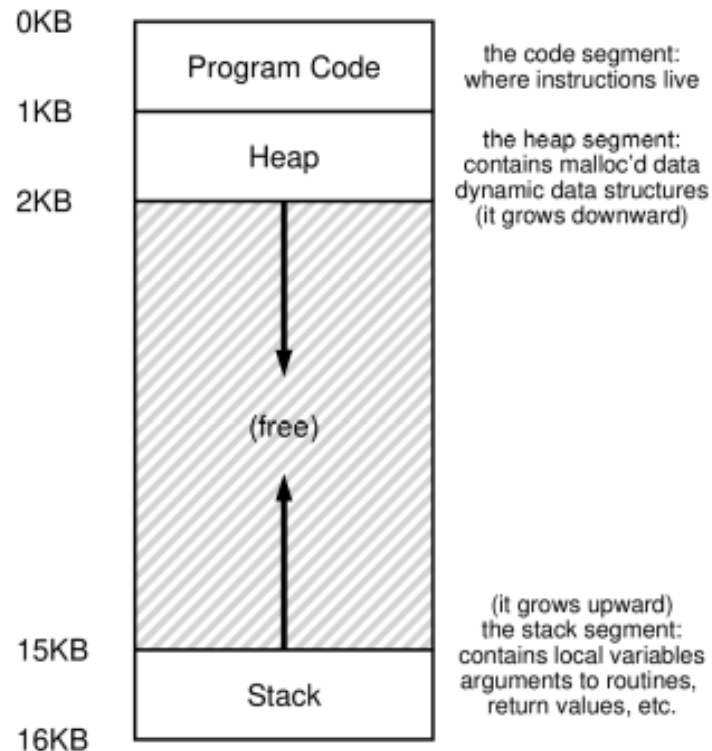 0KB
Program Code
the code segment:
where instructions live
1KB
Heap
the heap segment:
contains malloc'd data
dynamic data structures
(it grows downward)
2KB
(free)
(it grows upward)
the stack segment:
contains local variables
arguments to routines,
return values, etc.
15KB
Stack
16KB